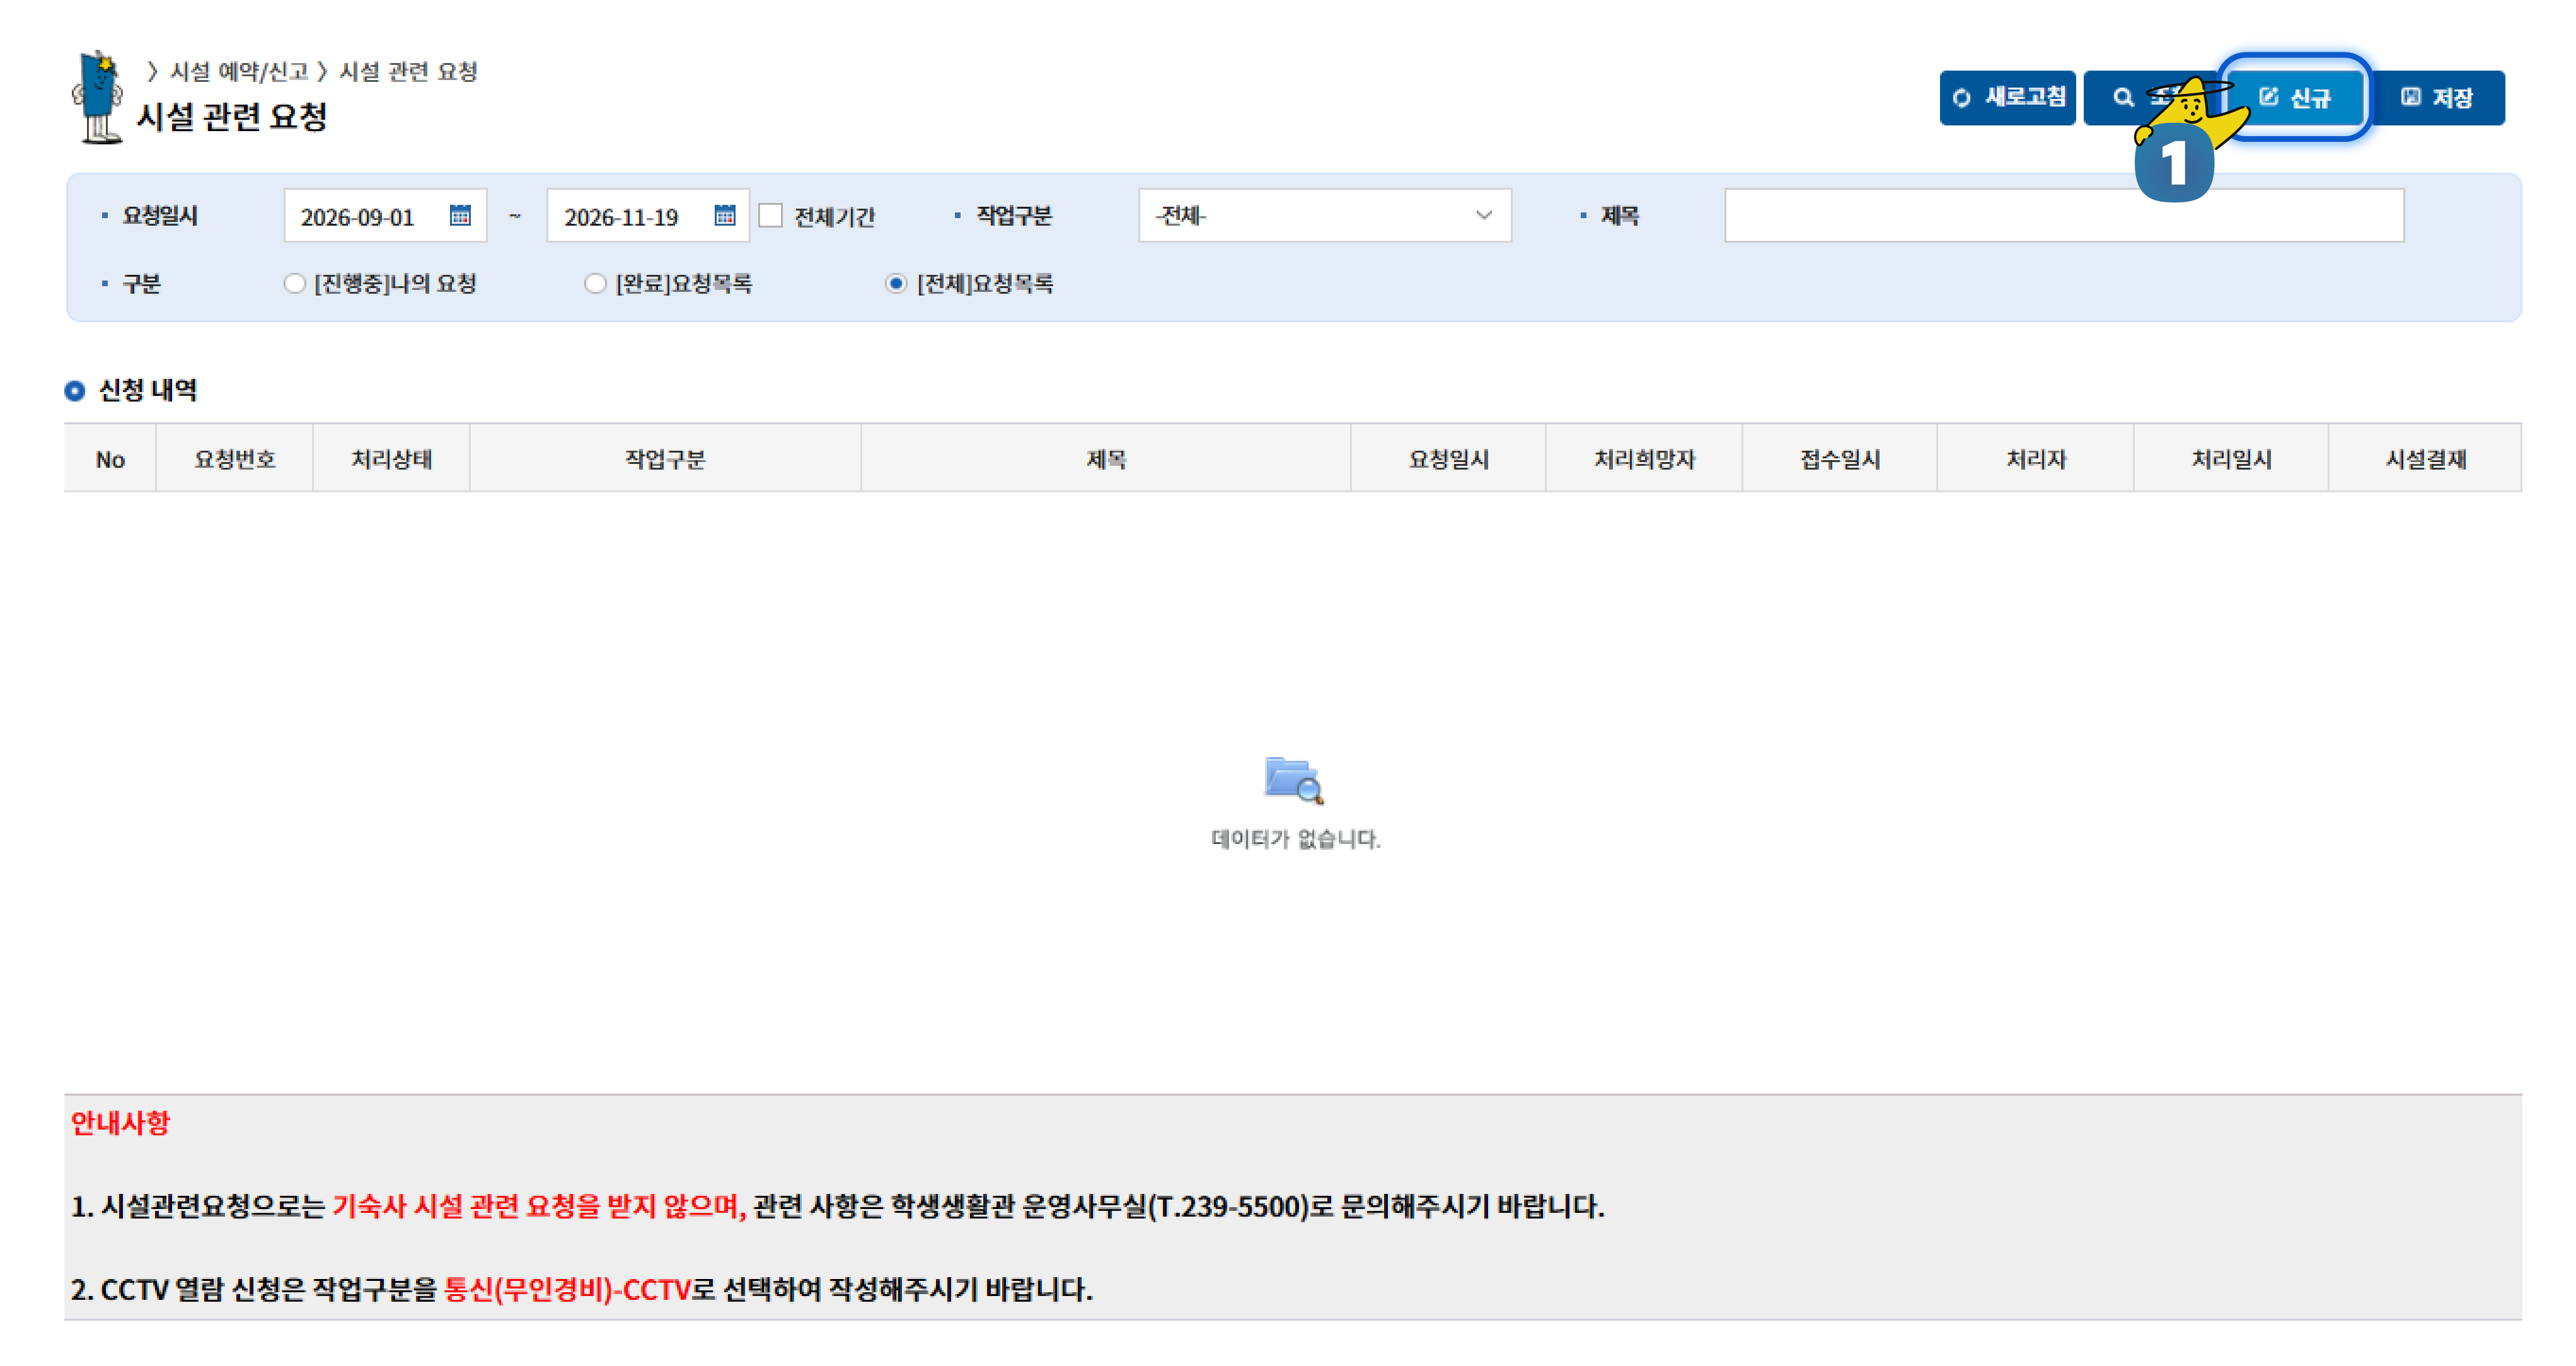 〉시설 예약/신고 〉시설 관련 요청
시설 관련 요청
새로고침
신규
저장
1
요청일시 2026-09-01 ~ 2026-11-19 전체기간 작업구분 -전체- 제목
구분 [진행중]나의 요청 [완료]요청목록 [전체]요청목록
신청 내역
No 요청번호 처리상태 작업구분 제목 요청일시 처리희망자 접수일시 처리자 처리일시 시설결재
데이터가 없습니다.
안내사항
1. 시설관련요청으로는 기숙사 시설 관련 요청을 받지 않으며, 관련 사항은 학생생활관 운영사무실(T.239-5500)로 문의해주시기 바랍니다.
2. CCTV 열람 신청은 작업구분을 통신(무인경비)-CCTV로 선택하여 작성해주시기 바랍니다.